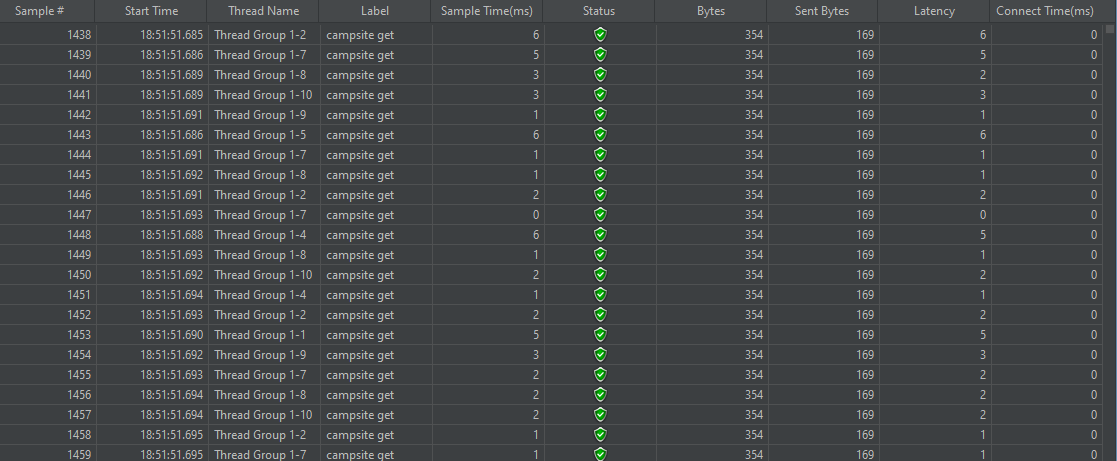 Sample # Start Time Thread Name Label Sample Time(ms) Status Bytes Sent Bytes Latency Connect Time(ms)
1438 18:51:51.685 Thread Group 1-2 campsite get 6 354 169 6 0
1439 18:51:51.686 Thread Group 1-7 campsite get 5 354 169 5 0
1440 18:51:51.689 Thread Group 1-8 campsite get 3 354 169 2 0
1441 18:51:51.689 Thread Group 1-10 campsite get 3 354 169 3 0
1442 18:51:51.691 Thread Group 1-9 campsite get 1 354 169 1 0
1443 18:51:51.686 Thread Group 1-5 campsite get 6 354 169 6 0
1444 18:51:51.691 Thread Group 1-7 campsite get 1 354 169 1 0
1445 18:51:51.692 Thread Group 1-8 campsite get 1 354 169 1 0
1446 18:51:51.691 Thread Group 1-2 campsite get 2 354 169 2 0
1447 18:51:51.693 Thread Group 1-7 campsite get 0 354 169 0 0
1448 18:51:51.688 Thread Group 1-4 campsite get 6 354 169 5 0
1449 18:51:51.693 Thread Group 1-8 campsite get 1 354 169 1 0
1450 18:51:51.692 Thread Group 1-10 campsite get 2 354 169 2 0
1451 18:51:51.694 Thread Group 1-4 campsite get 1 354 169 1 0
1452 18:51:51.693 Thread Group 1-2 campsite get 2 354 169 2 0
1453 18:51:51.690 Thread Group 1-1 campsite get 5 354 169 5 0
1454 18:51:51.692 Thread Group 1-9 campsite get 3 354 169 3 0
1455 18:51:51.693 Thread Group 1-7 campsite get 2 354 169 2 0
1456 18:51:51.694 Thread Group 1-8 campsite get 2 354 169 2 0
1457 18:51:51.694 Thread Group 1-10 campsite get 2 354 169 2 0
1458 18:51:51.695 Thread Group 1-2 campsite get 1 354 169 1 0
1459 18:51:51.695 Thread Group 1-7 campsite get 1 354 169 1 0